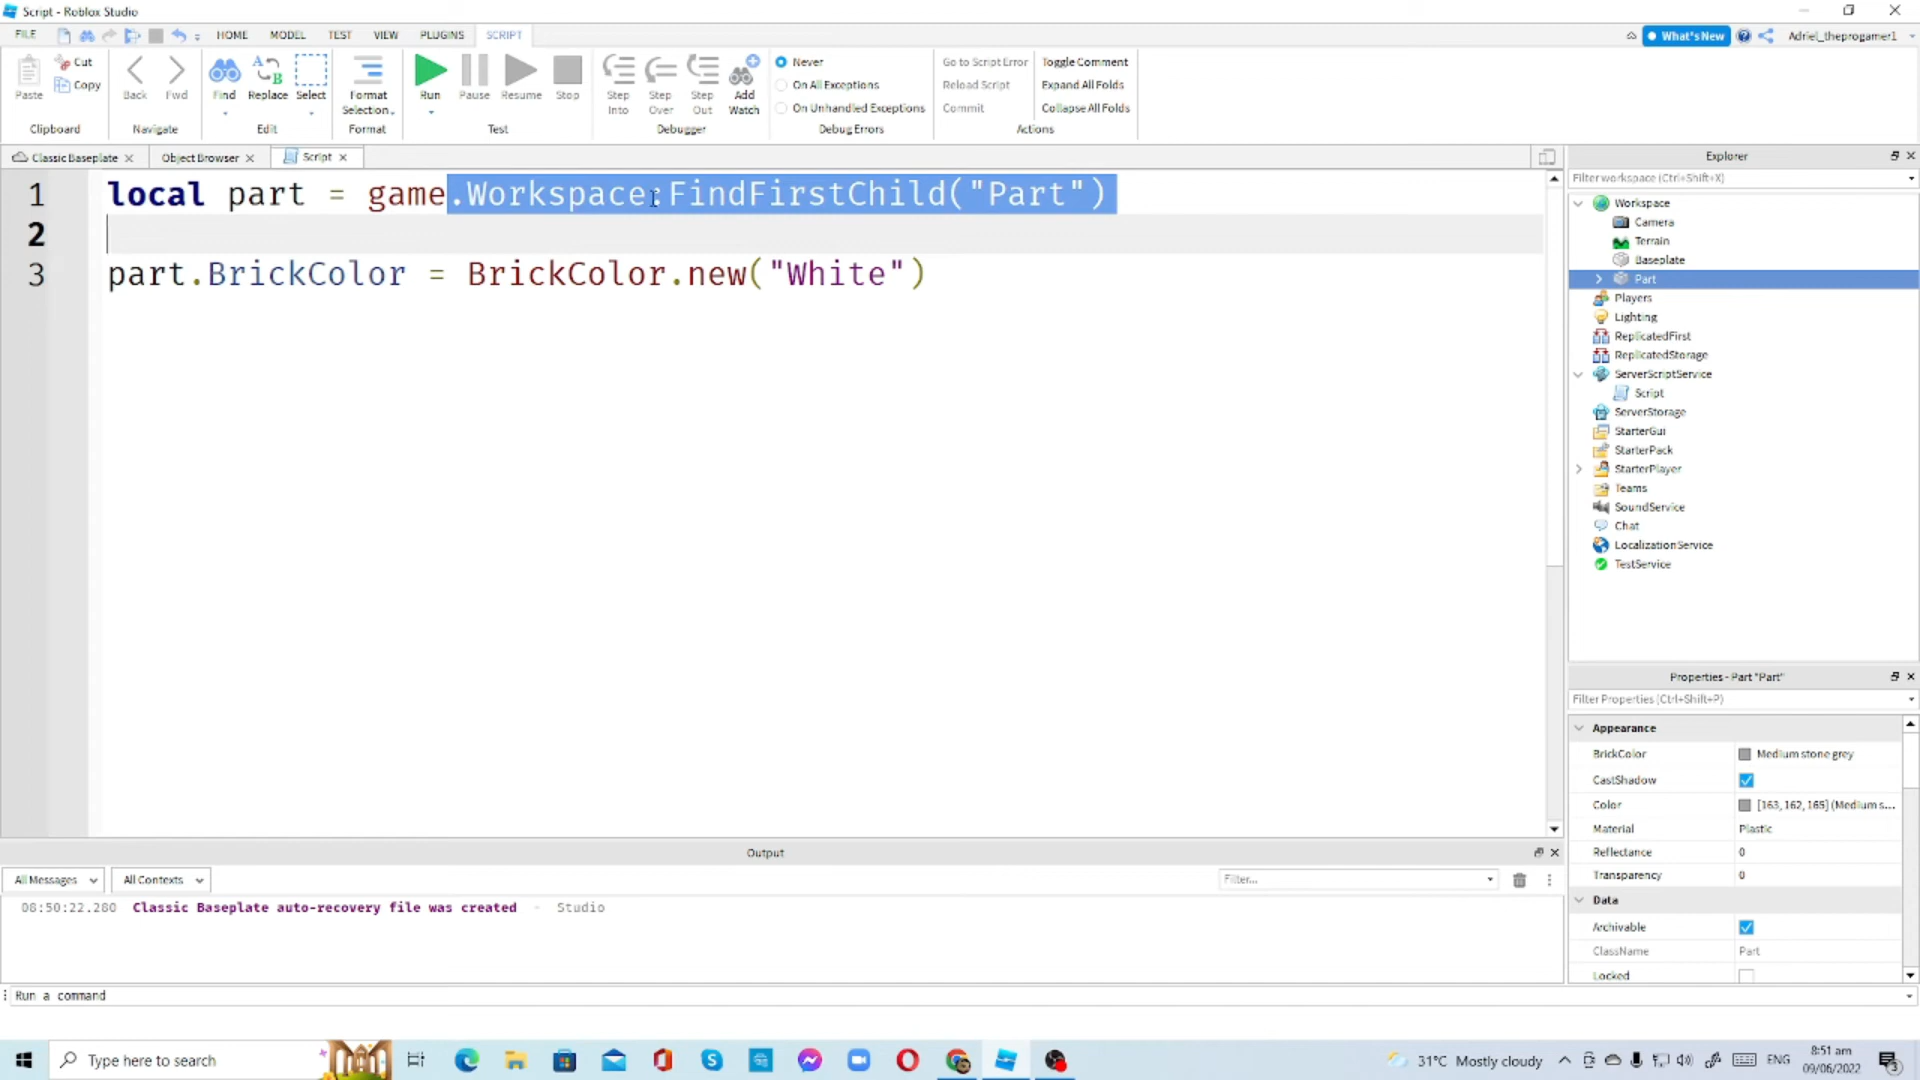 Script - Roblox Studio
FILE HOME MODEL TEST VIEW PLUGINS SCRIPT What's New Adriel_theprogamer1
Paste Cut Copy Back Fwd Find Replace Select Format Selection Run Pause Resume Stop Step Into Step Over Step Out Add Watch Never On All Exceptions On Unhandled Exceptions Go to Script Error Reload Script Commit Toggle Comment Expand All Folds Collapse All Folds
Clipboard Navigate Edit Format Test Debugger Debug Errors Actions
Classic Baseplate Object Browser Script
1 local part = game.Workspace:FindFirstChild("Part")
2
3 part.BrickColor = BrickColor.new("White")
Explorer
Filter workspace (Ctrl+Shift+X)
Workspace
Camera
Terrain
Baseplate
Part
Players
Lighting
ReplicatedFirst
ReplicatedStorage
ServerScriptService
Script
ServerStorage
StarterGui
StarterPack
StarterPlayer
Teams
SoundService
Chat
LocalizationService
TestService
Properties - Part "Part"
Filter Properties (Ctrl+Shift+P)
Appearance
BrickColor Medium stone grey
CastShadow
Color [163, 162, 165] (Medium s...
Material Plastic
Reflectance 0
Transparency 0
Data
Archivable
ClassName Part
Locked
Output
All Messages All Contexts Filter...
08:50:22.280 Classic Baseplate auto-recovery file was created - Studio
Run a command
Type here to search 31°C Mostly cloudy ENG 8:51 am
09/06/2022 3